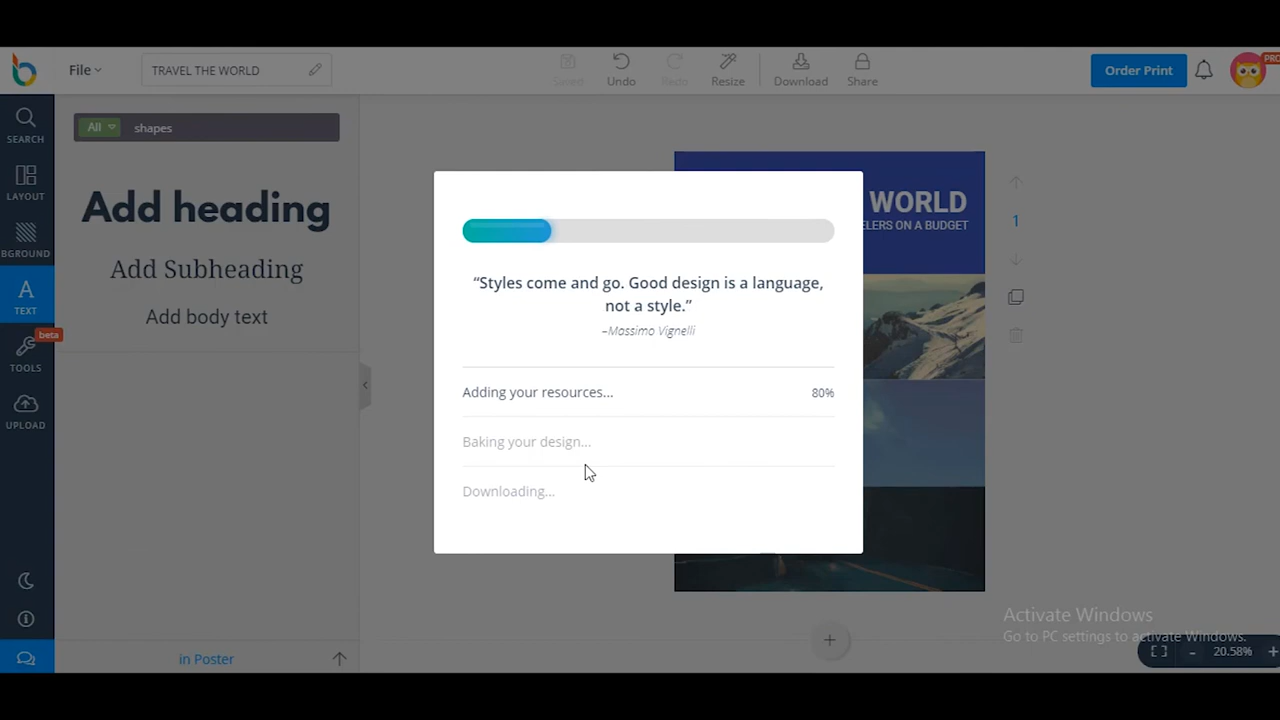 File
TRAVEL THE WORLD
Saved
Undo
Redo
Resize
Download
Share
Order Print
PRO
SEARCH
LAYOUT
BGROUND
TEXT
beta
TOOLS
UPLOAD
All
shapes
Add heading
Add Subheading
Add body text
in Poster
WORLD
ELERS ON A BUDGET
“Styles come and go. Good design is a language,
not a style.”
–Massimo Vignelli
Adding your resources... 80%
Baking your design...
Downloading...
1
Activate Windows
Go to PC settings to activate Windows.
20.58%